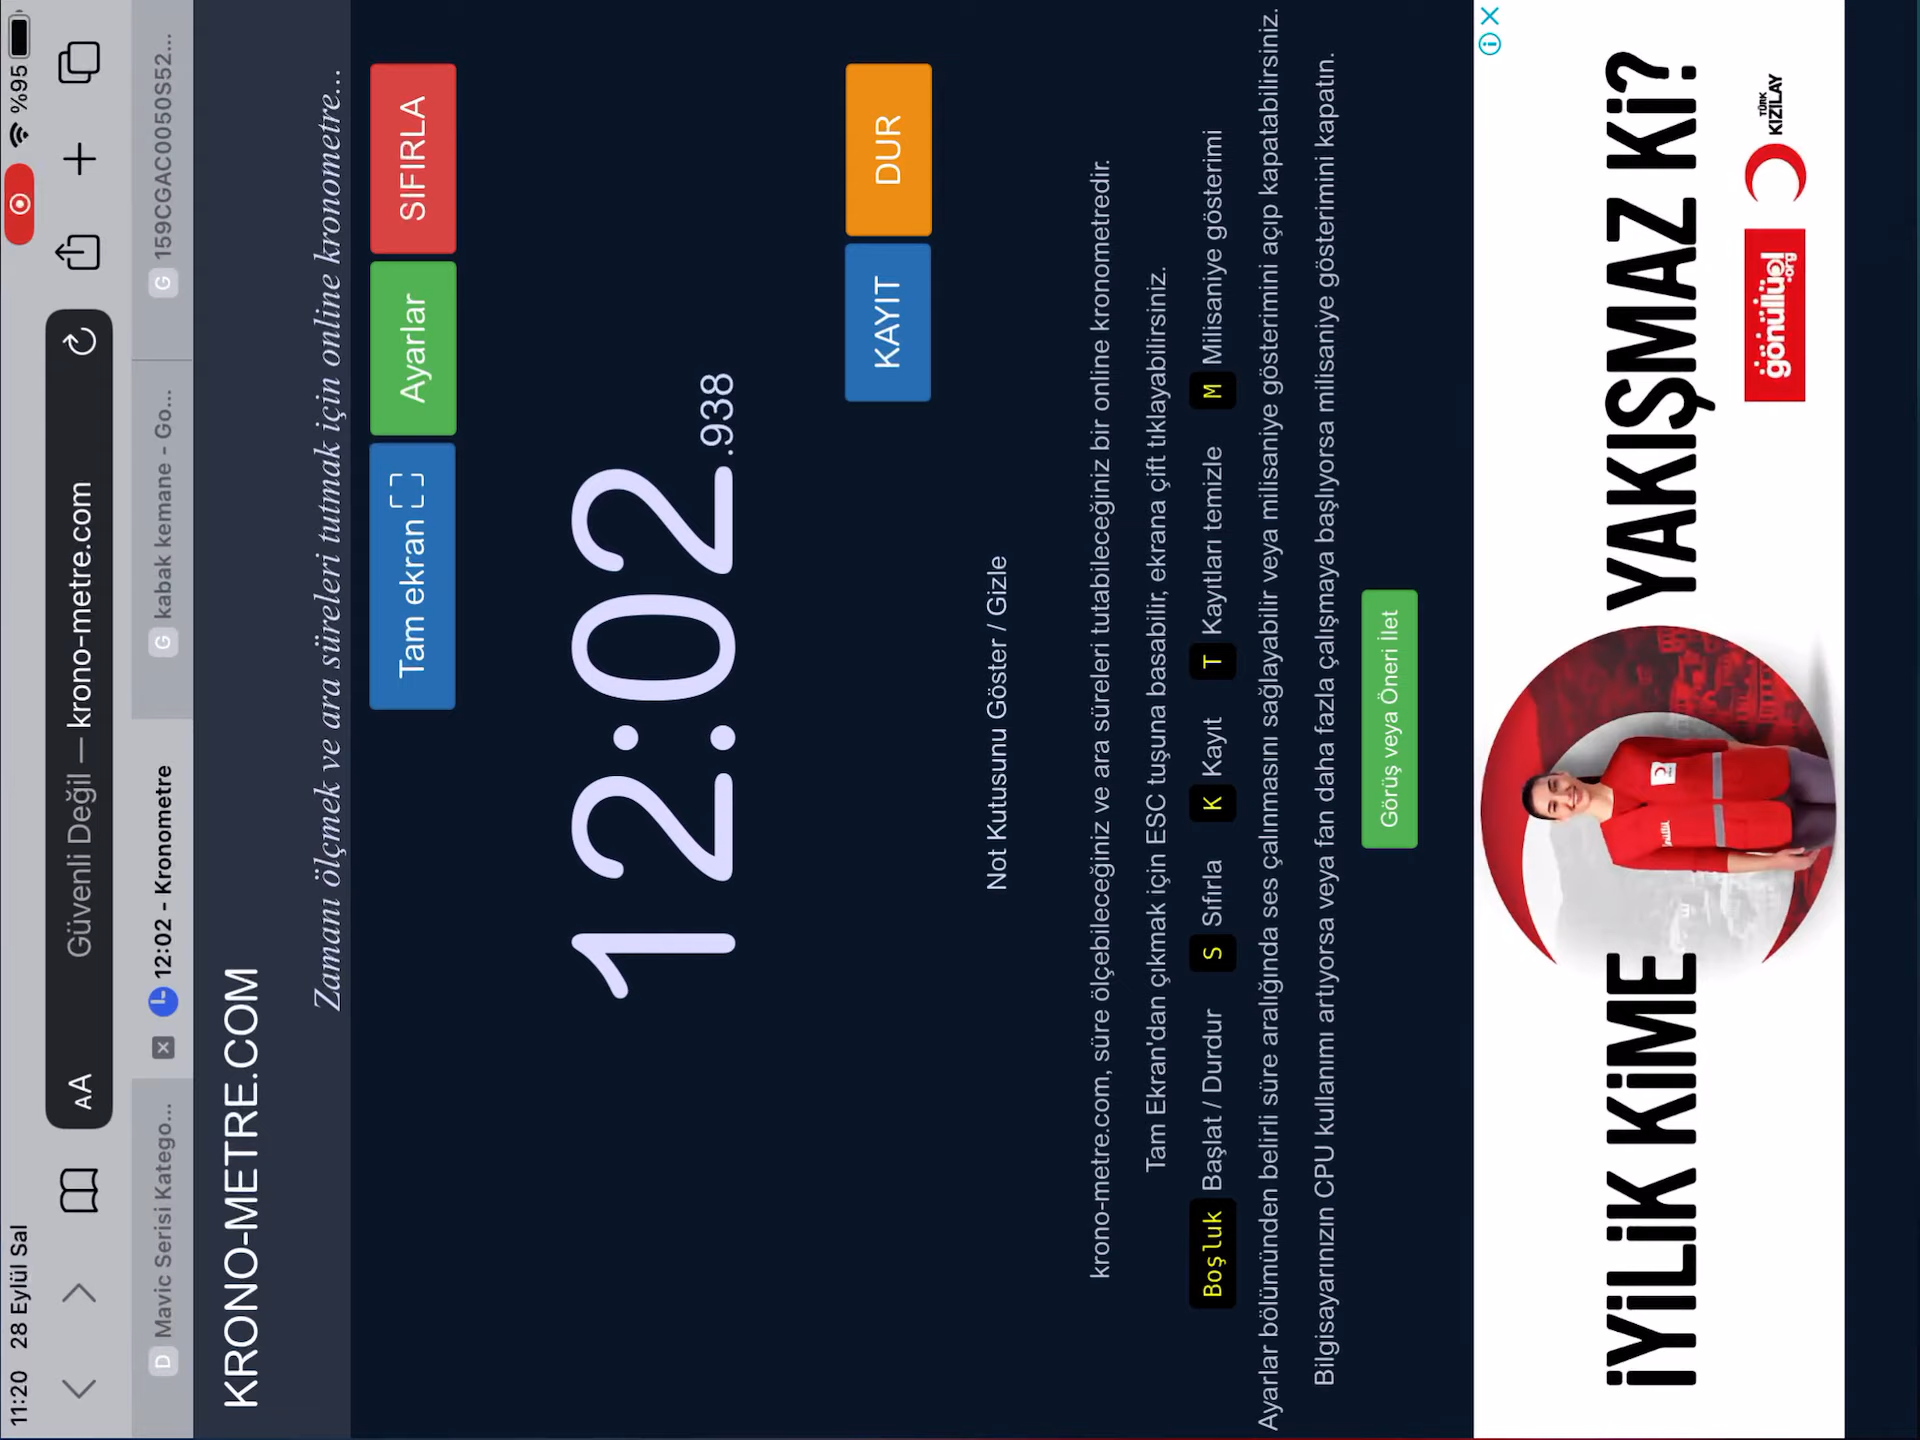 11:20 28 Eylül Sal %95
AA Güvenli Değil — krono-metre.com
D Mavic Serisi Katego... 12:02 - Kronometre G kabak kemane - Go... G 159CGAC0050S52...
KRONO-METRE.COM
Zamanı ölçmek ve ara süreleri tutmak için online kronometre...
Tam ekran Ayarlar SIFIRLA
12:02.938
KAYIT DUR
Not Kutusunu Göster / Gizle
krono-metre.com, süre ölçebileceğiniz ve ara süreleri tutabileceğiniz bir online kronometredir.
Tam Ekran'dan çıkmak için ESC tuşuna basabilir, ekrana çift tıklayabilirsiniz.
Boşluk Başlat / Durdur S Sıfırla K Kayıt T Kayıtları temizle M Milisaniye gösterimi
Ayarlar bölümünden belirli süre aralığında ses çalınmasını sağlayabilir veya milisaniye gösterimini açıp kapatabilirsiniz.
Bilgisayarınızın CPU kullanımı artıyorsa veya fan daha fazla çalışmaya başlıyorsa milisaniye gösterimini kapatın.
Görüş veya Öneri İlet
İYİLİK KİME YAKIŞMAZ Kİ?
gönüllüol.org
TÜRK
KIZILAY